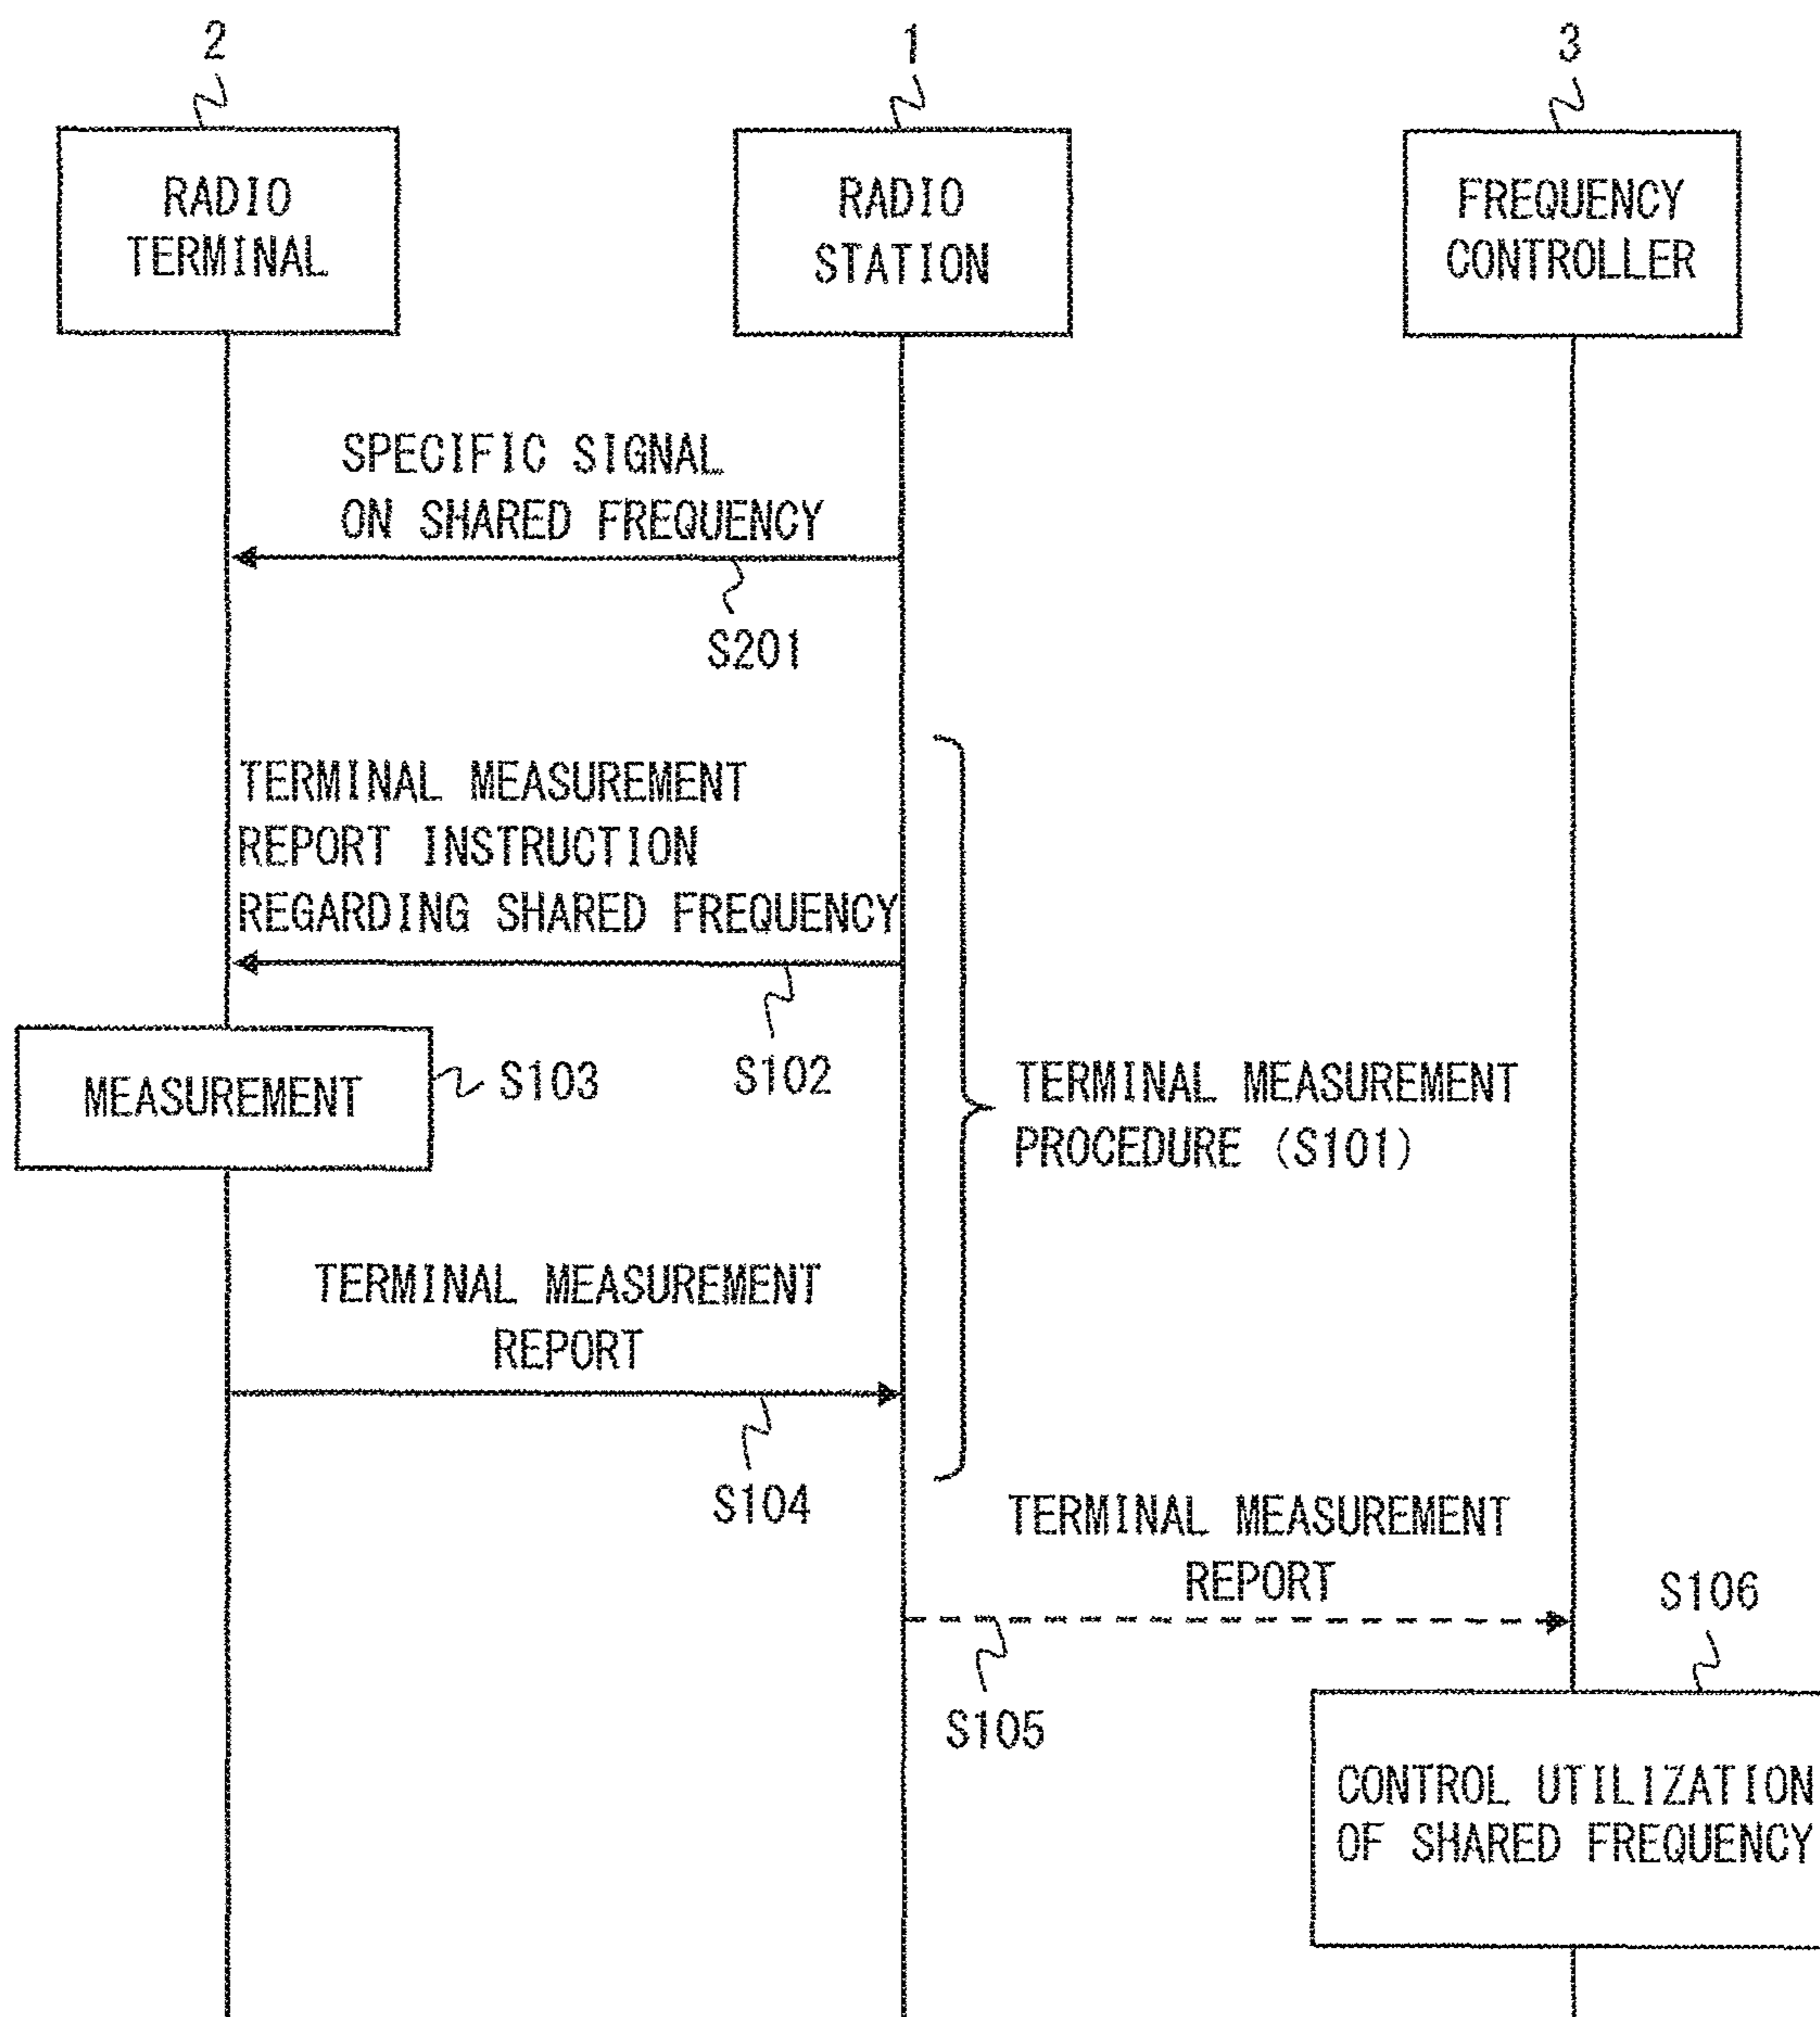 2
1
3
RADIO
TERMINAL
RADIO
STATION
FREQUENCY
CONTROLLER
SPECIFIC SIGNAL
ON SHARED FREQUENCY
S201
TERMINAL MEASUREMENT
REPORT INSTRUCTION
REGARDING SHARED FREQUENCY
S102
MEASUREMENT
S103
TERMINAL MEASUREMENT
PROCEDURE (S101)
TERMINAL MEASUREMENT
REPORT
S104
TERMINAL MEASUREMENT
REPORT
S105
S106
CONTROL UTILIZATION
OF SHARED FREQUENCY